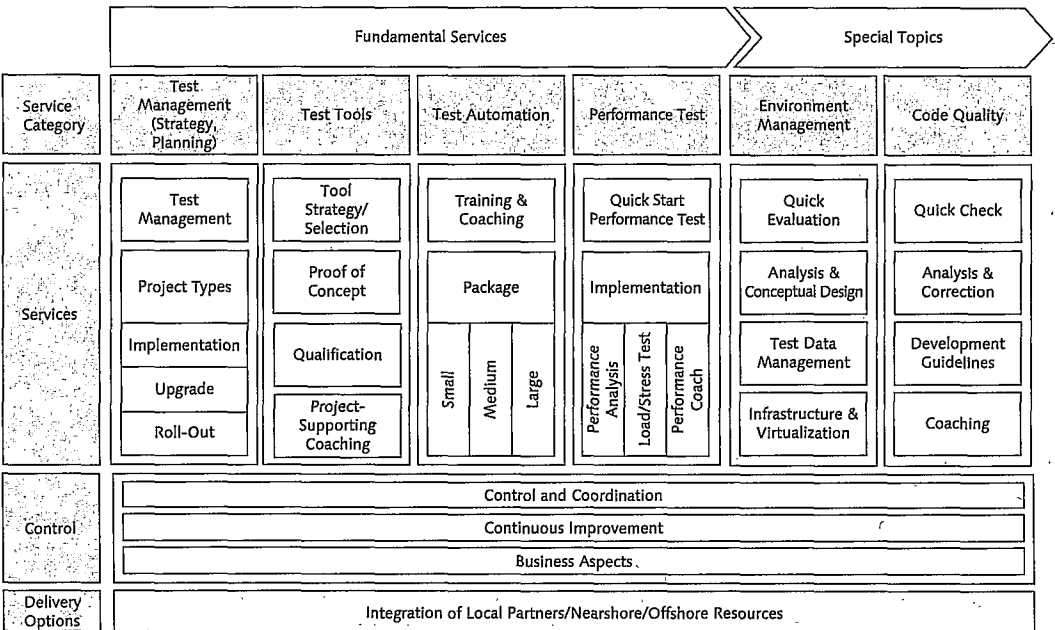 Fundamental Services
Special Topics
Service
Category
Test
Management
(Strategy,
Planning)
Test Tools
Test Automation
Performance Test
Environment
Management
Code Quality
Services
Test
Management
Project Types
Implementation
Upgrade
Roll-Out
Tool
Strategy/
Selection
Proof of
Concept
Qualification
Project-
Supporting
Coaching
Training &
Coaching
Package
Small
Medium
Large
Quick Start
Performance Test
Implementation
Performance
Analysis
Load/Stress Test
Performance
Coach
Quick
Evaluation
Analysis &
Conceptual Design
Test Data
Management
Infrastructure &
Virtualization
Quick Check
Analysis &
Correction
Development
Guidelines
Coaching
Control
Control and Coordination
Continuous Improvement
Business Aspects
Delivery
Options
Integration of Local Partners/Nearshore/Offshore Resources